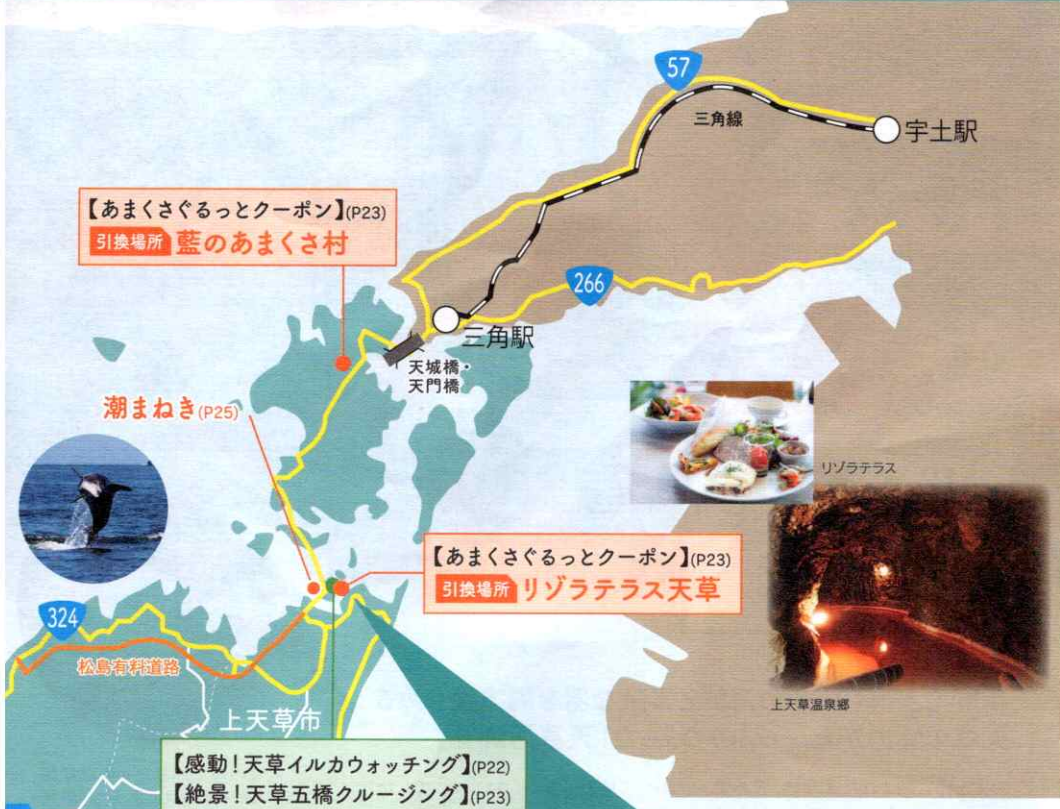 57
三角線
宇土駅
【あまくさぐるっとクーポン】(P23)
引換場所 藍のあまくさ村
266
三角駅
天城橋・
天門橋
潮まねき(P25)
リゾラテラス
【あまくさぐるっとクーポン】(P23)
引換場所 リゾラテラス天草
324
松島有料道路
上天草温泉郷
上天草市
【感動!天草イルカウォッチング】(P22)
【絶景!天草五橋クルージング】(P23)